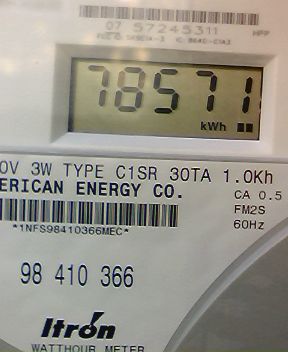 07 57245311 HPP
78571
kWh
0V 3W TYPE C1SR 30TA 1.0Kh
ERICAN ENERGY CO. CA 0.5
FM2S
*1NFS98410366MEC* 60Hz
98 410 366
Itron
WATTHOUR METER